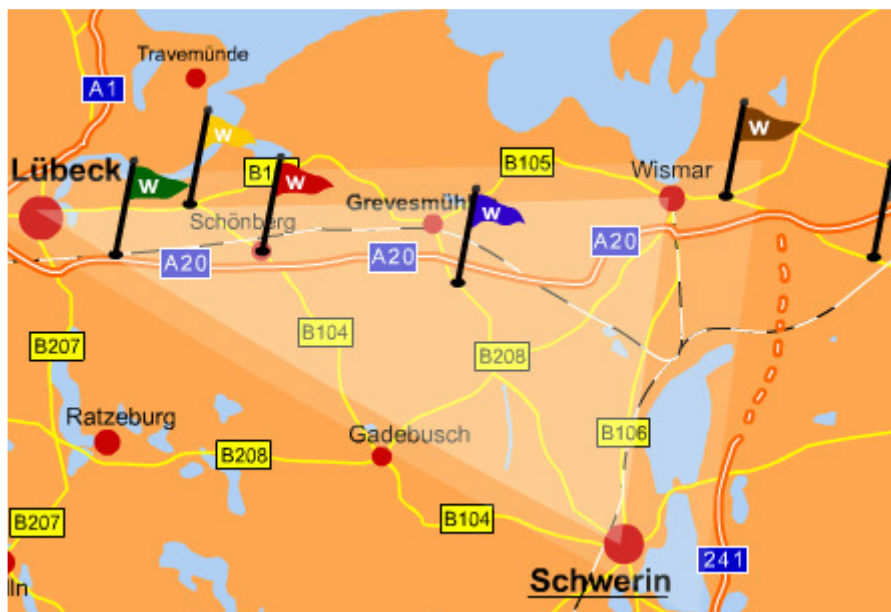 Travemünde
A1
W
Lübeck
W
B1
W
B105
Wismar
W
Schönberg
Grevesmühl
W
A20
A20
A20
B207
B104
B208
Ratzeburg
Gadebusch
B106
B208
B207
B104
lln
Schwerin
241